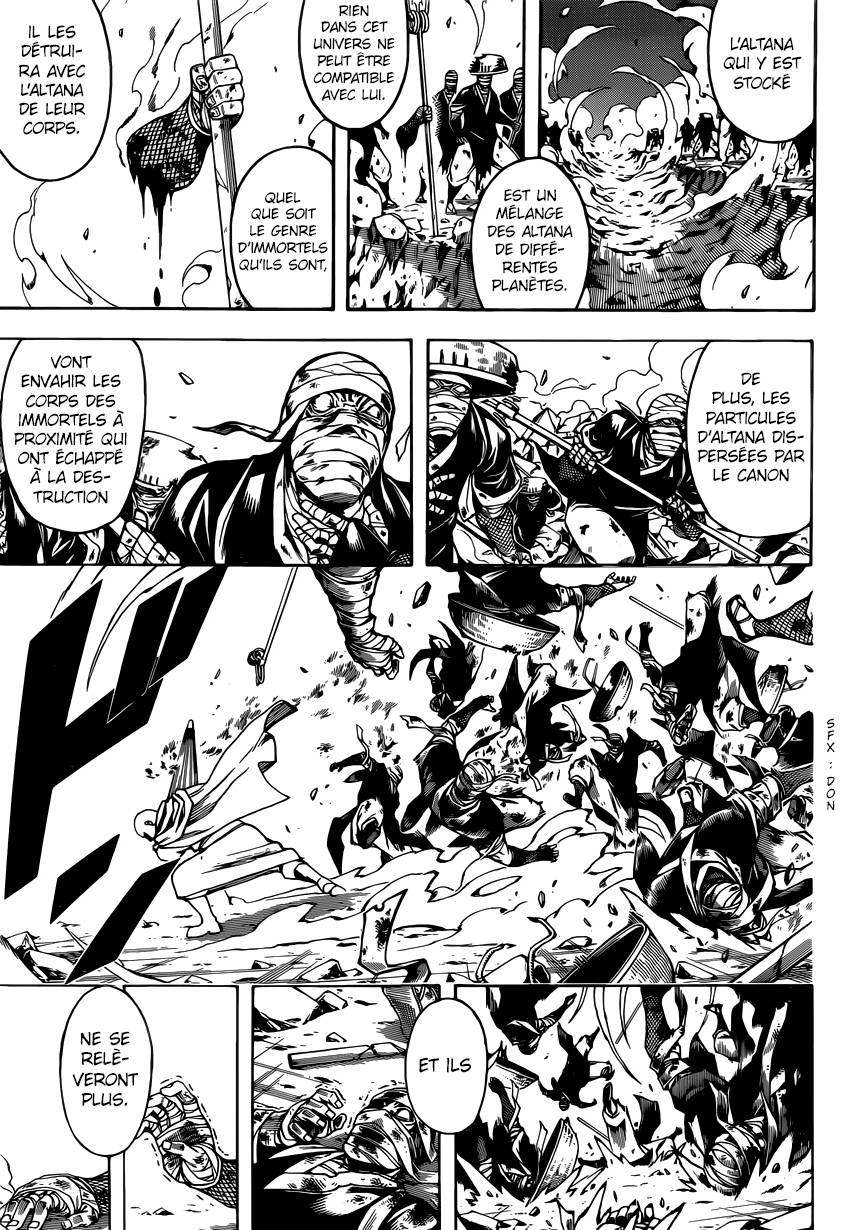 L'ALTANA
QUI Y EST
STOCKÉ
EST UN
MÉLANGE
DES ALTANA
DE DIFFÉ-
RENTES
PLANÈTES.
RIEN
DANS CET
UNIVERS NE
PEUT ÊTRE
COMPATIBLE
AVEC LUI.
QUEL
QUE SOIT
LE GENRE
D'IMMORTELS
QU'ILS SONT,
IL LES
DÉTRUI-
RA AVEC
L'ALTANA
DE LEUR
CORPS.
DE
PLUS, LES
PARTICULES
D'ALTANA DIS-
PERSÉES PAR
LE CANON
VONT
ENVAHIR LES
CORPS DES
IMMORTELS À
PROXIMITÉ QUI
ONT ÉCHAPPÉ
À LA DES-
TRUCTION
ドン
SFX : DON
ET ILS
NE SE
RELÈ-
VERONT
PLUS.